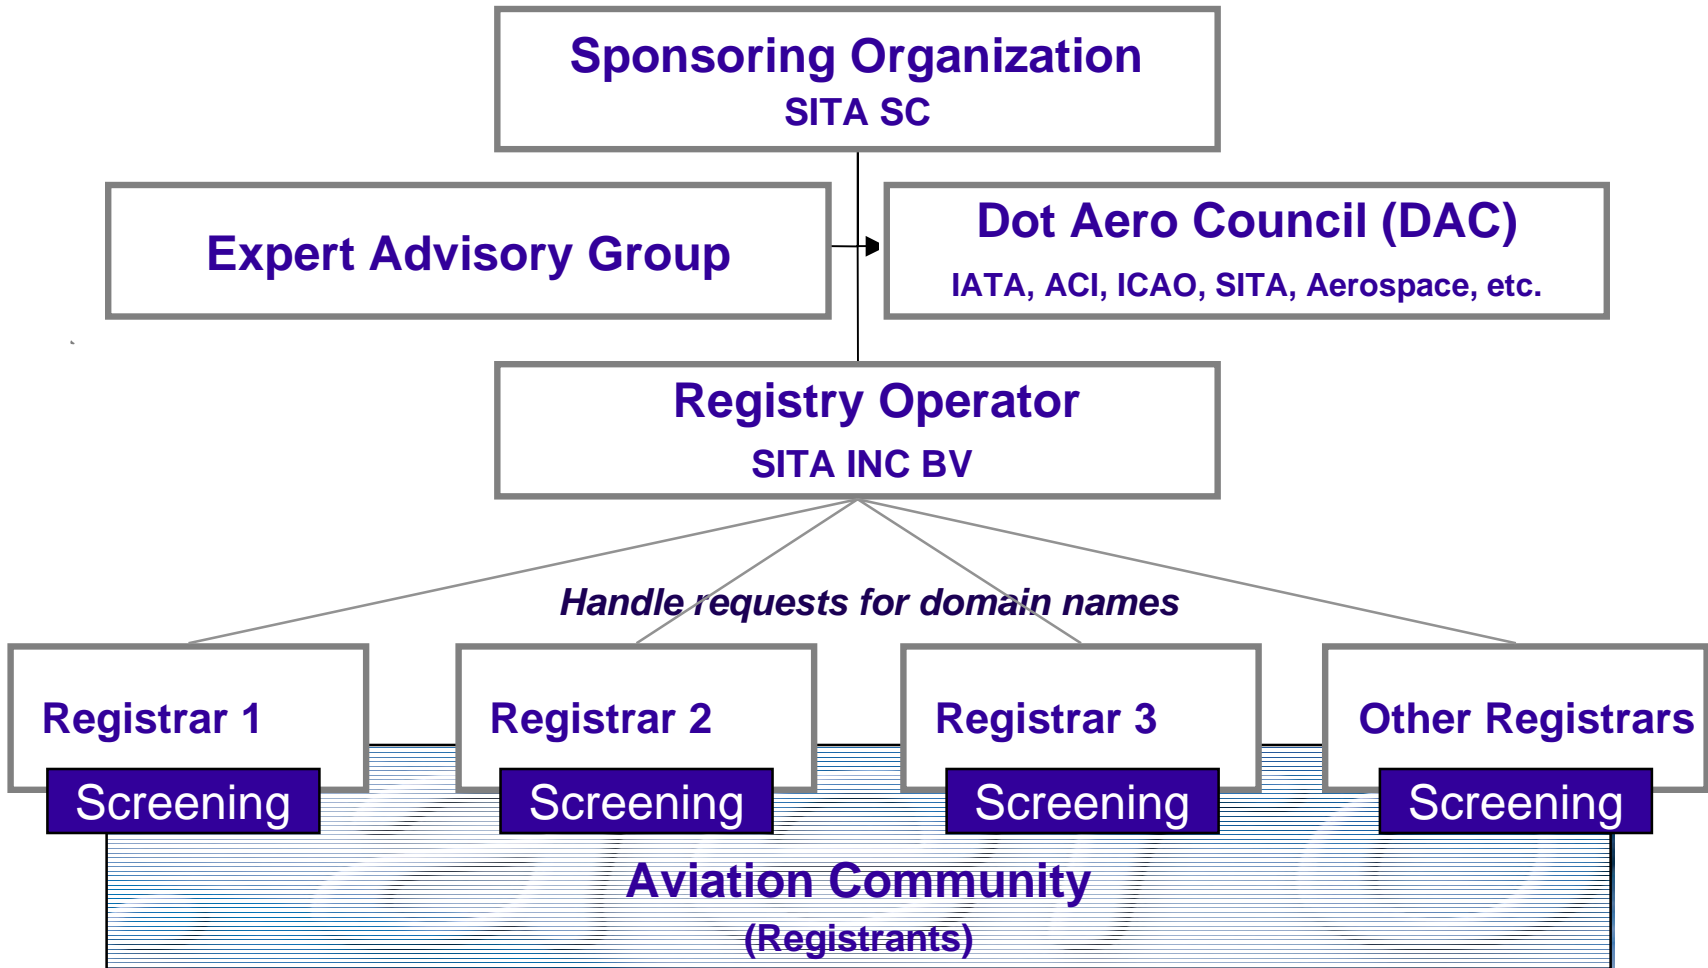 Sponsoring Organization
SITA SC
Expert Advisory Group
Dot Aero Council (DAC)
IATA, ACI, ICAO, SITA, Aerospace, etc.
Registry Operator
SITA INC BV
Handle requests for domain names
Registrar 1
Registrar 2
Registrar 3
Other Registrars
Screening
Screening
Screening
Screening
Aviation Community
(Registrants)